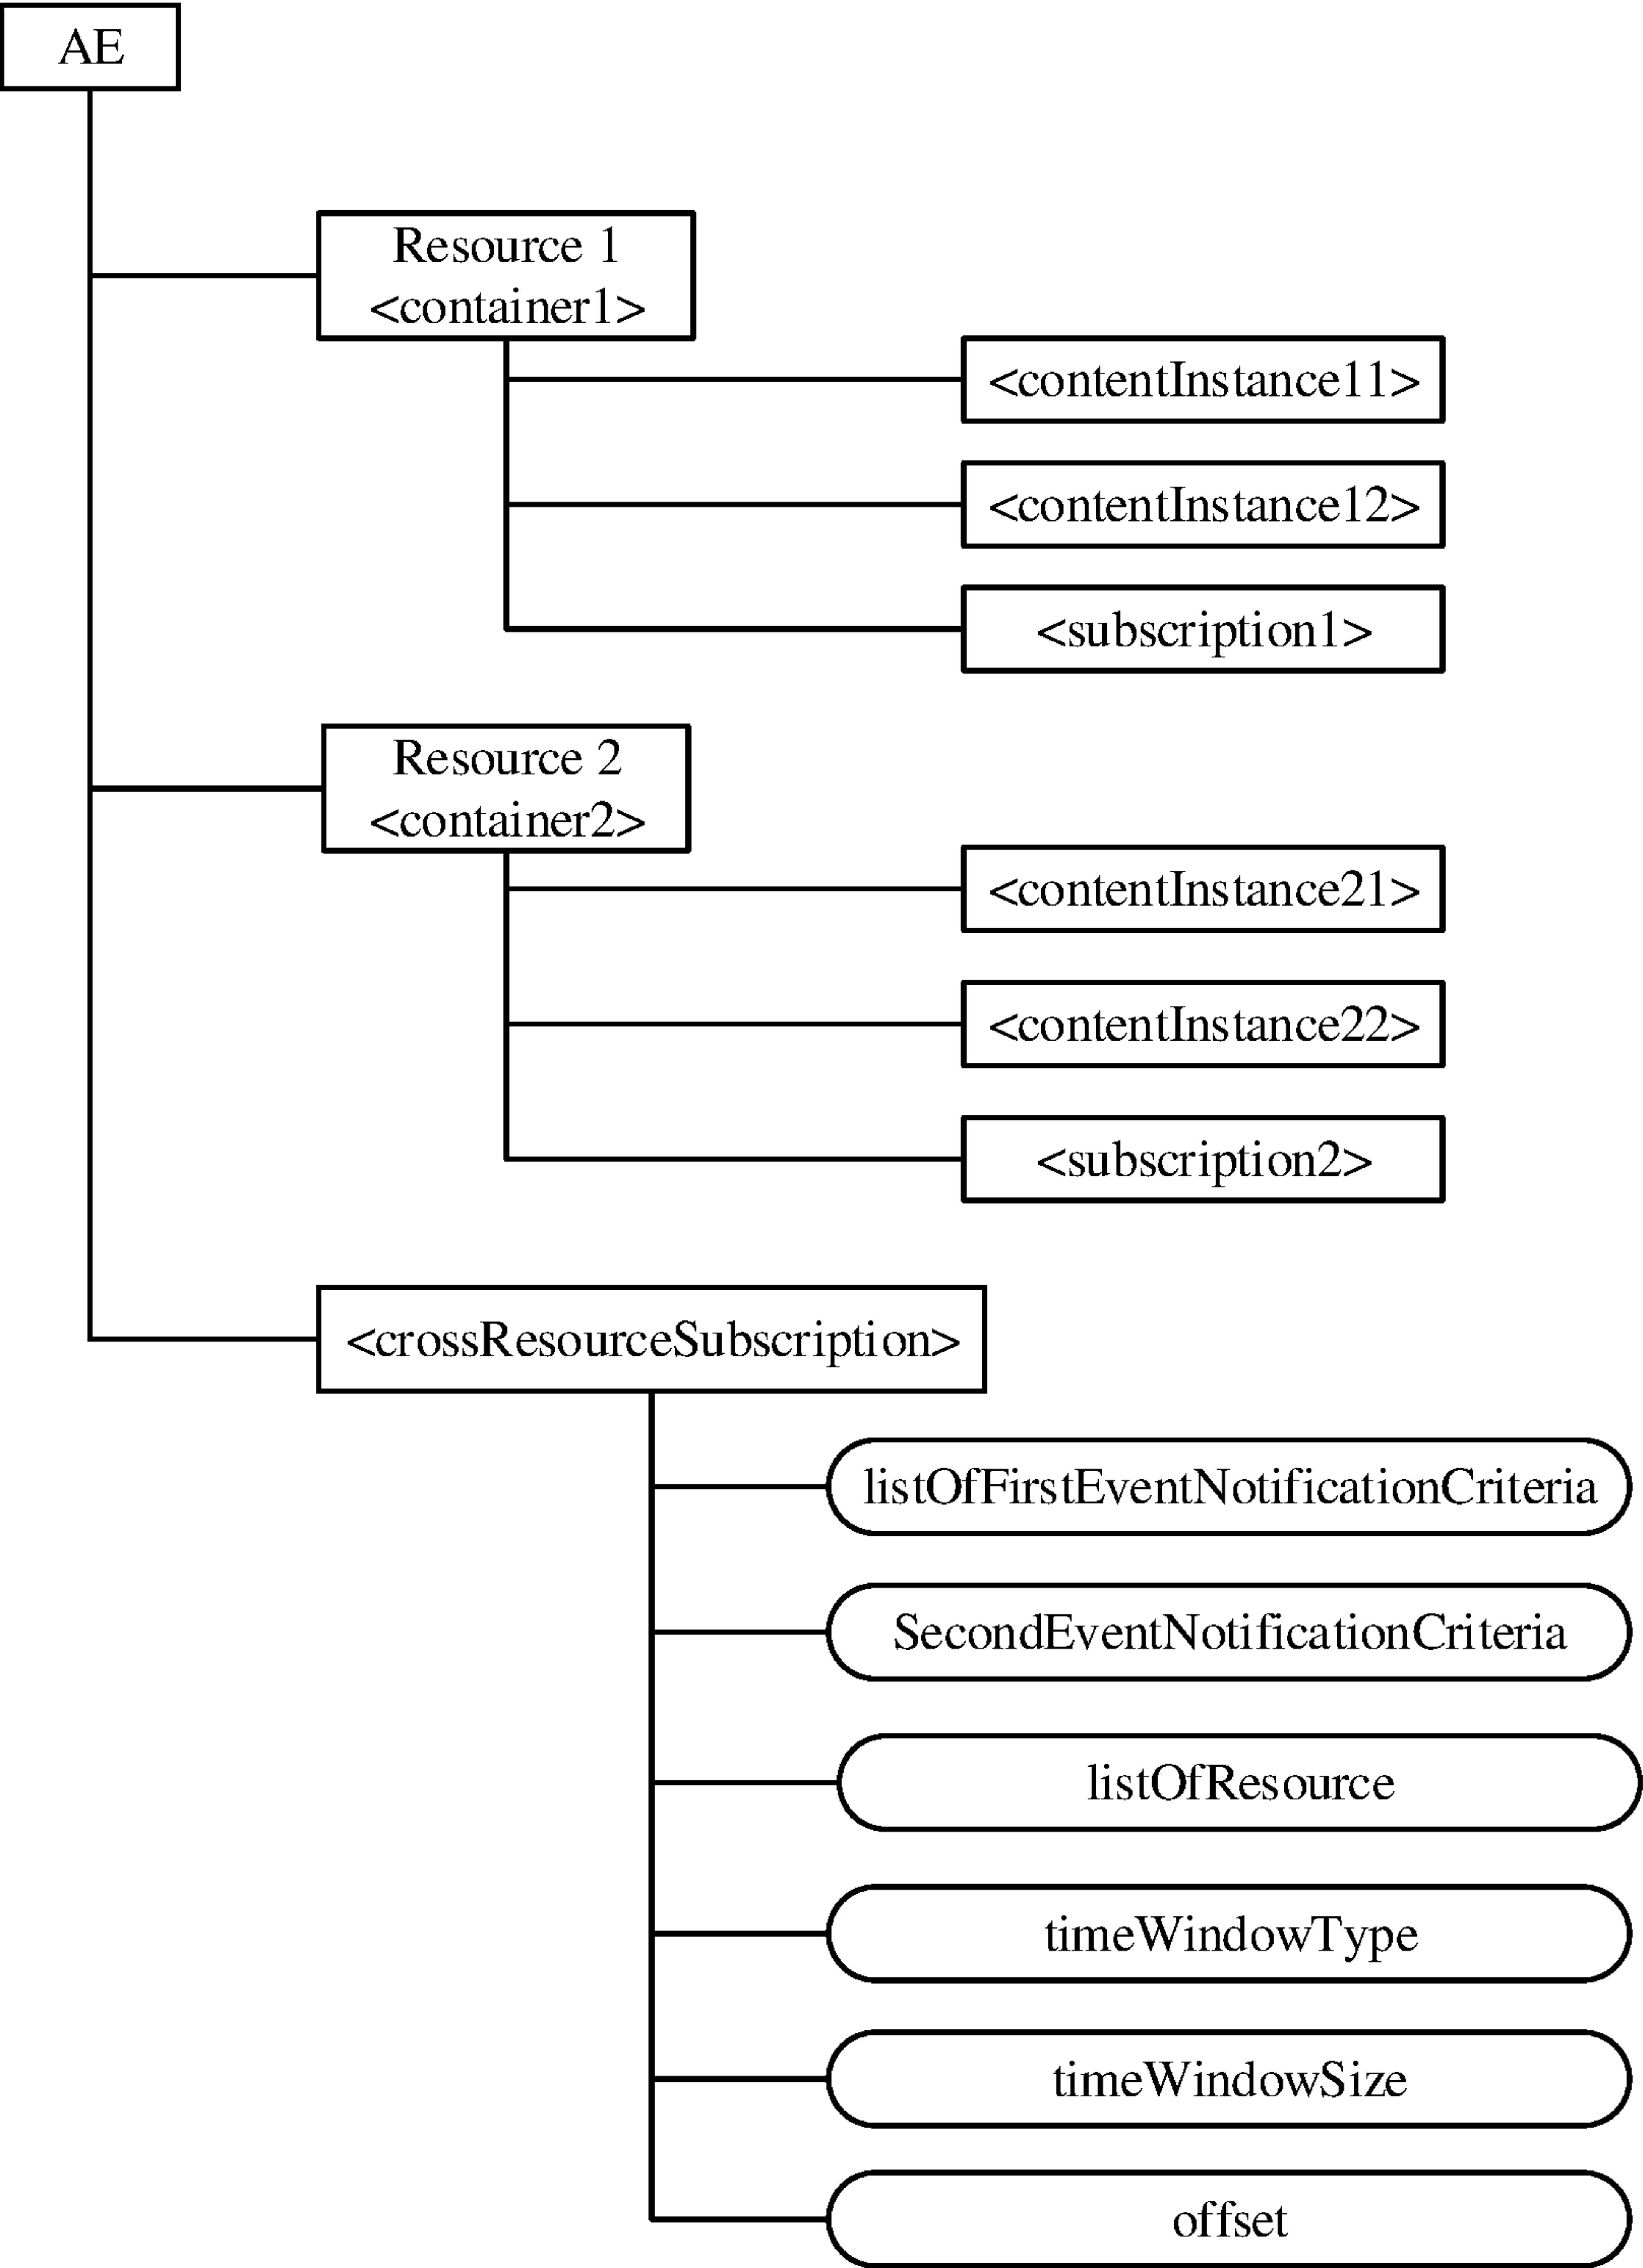 AE
Resource 1
<container1>
<contentInstance11>
<contentInstance12>
<subscription1>
Resource 2
<container2>
<contentInstance21>
<contentInstance22>
<subscription2>
<crossResourceSubscription>
listOfFirstEventNotificationCriteria
SecondEventNotificationCriteria
listOfResource
timeWindowType
timeWindowSize
offset